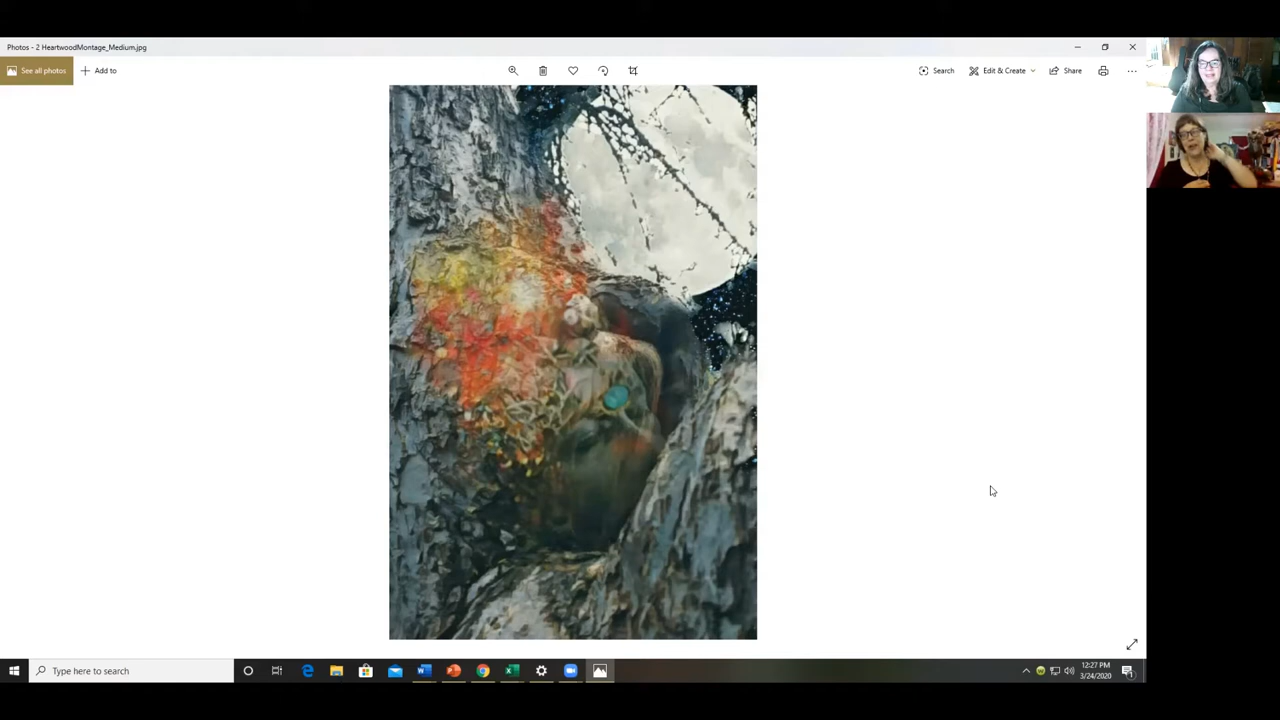 Photos - 2 HeartwoodMontage_Medium.jpg
See all photos
Add to
Search
Edit & Create
Share
Type here to search
12:27 PM
3/24/2020